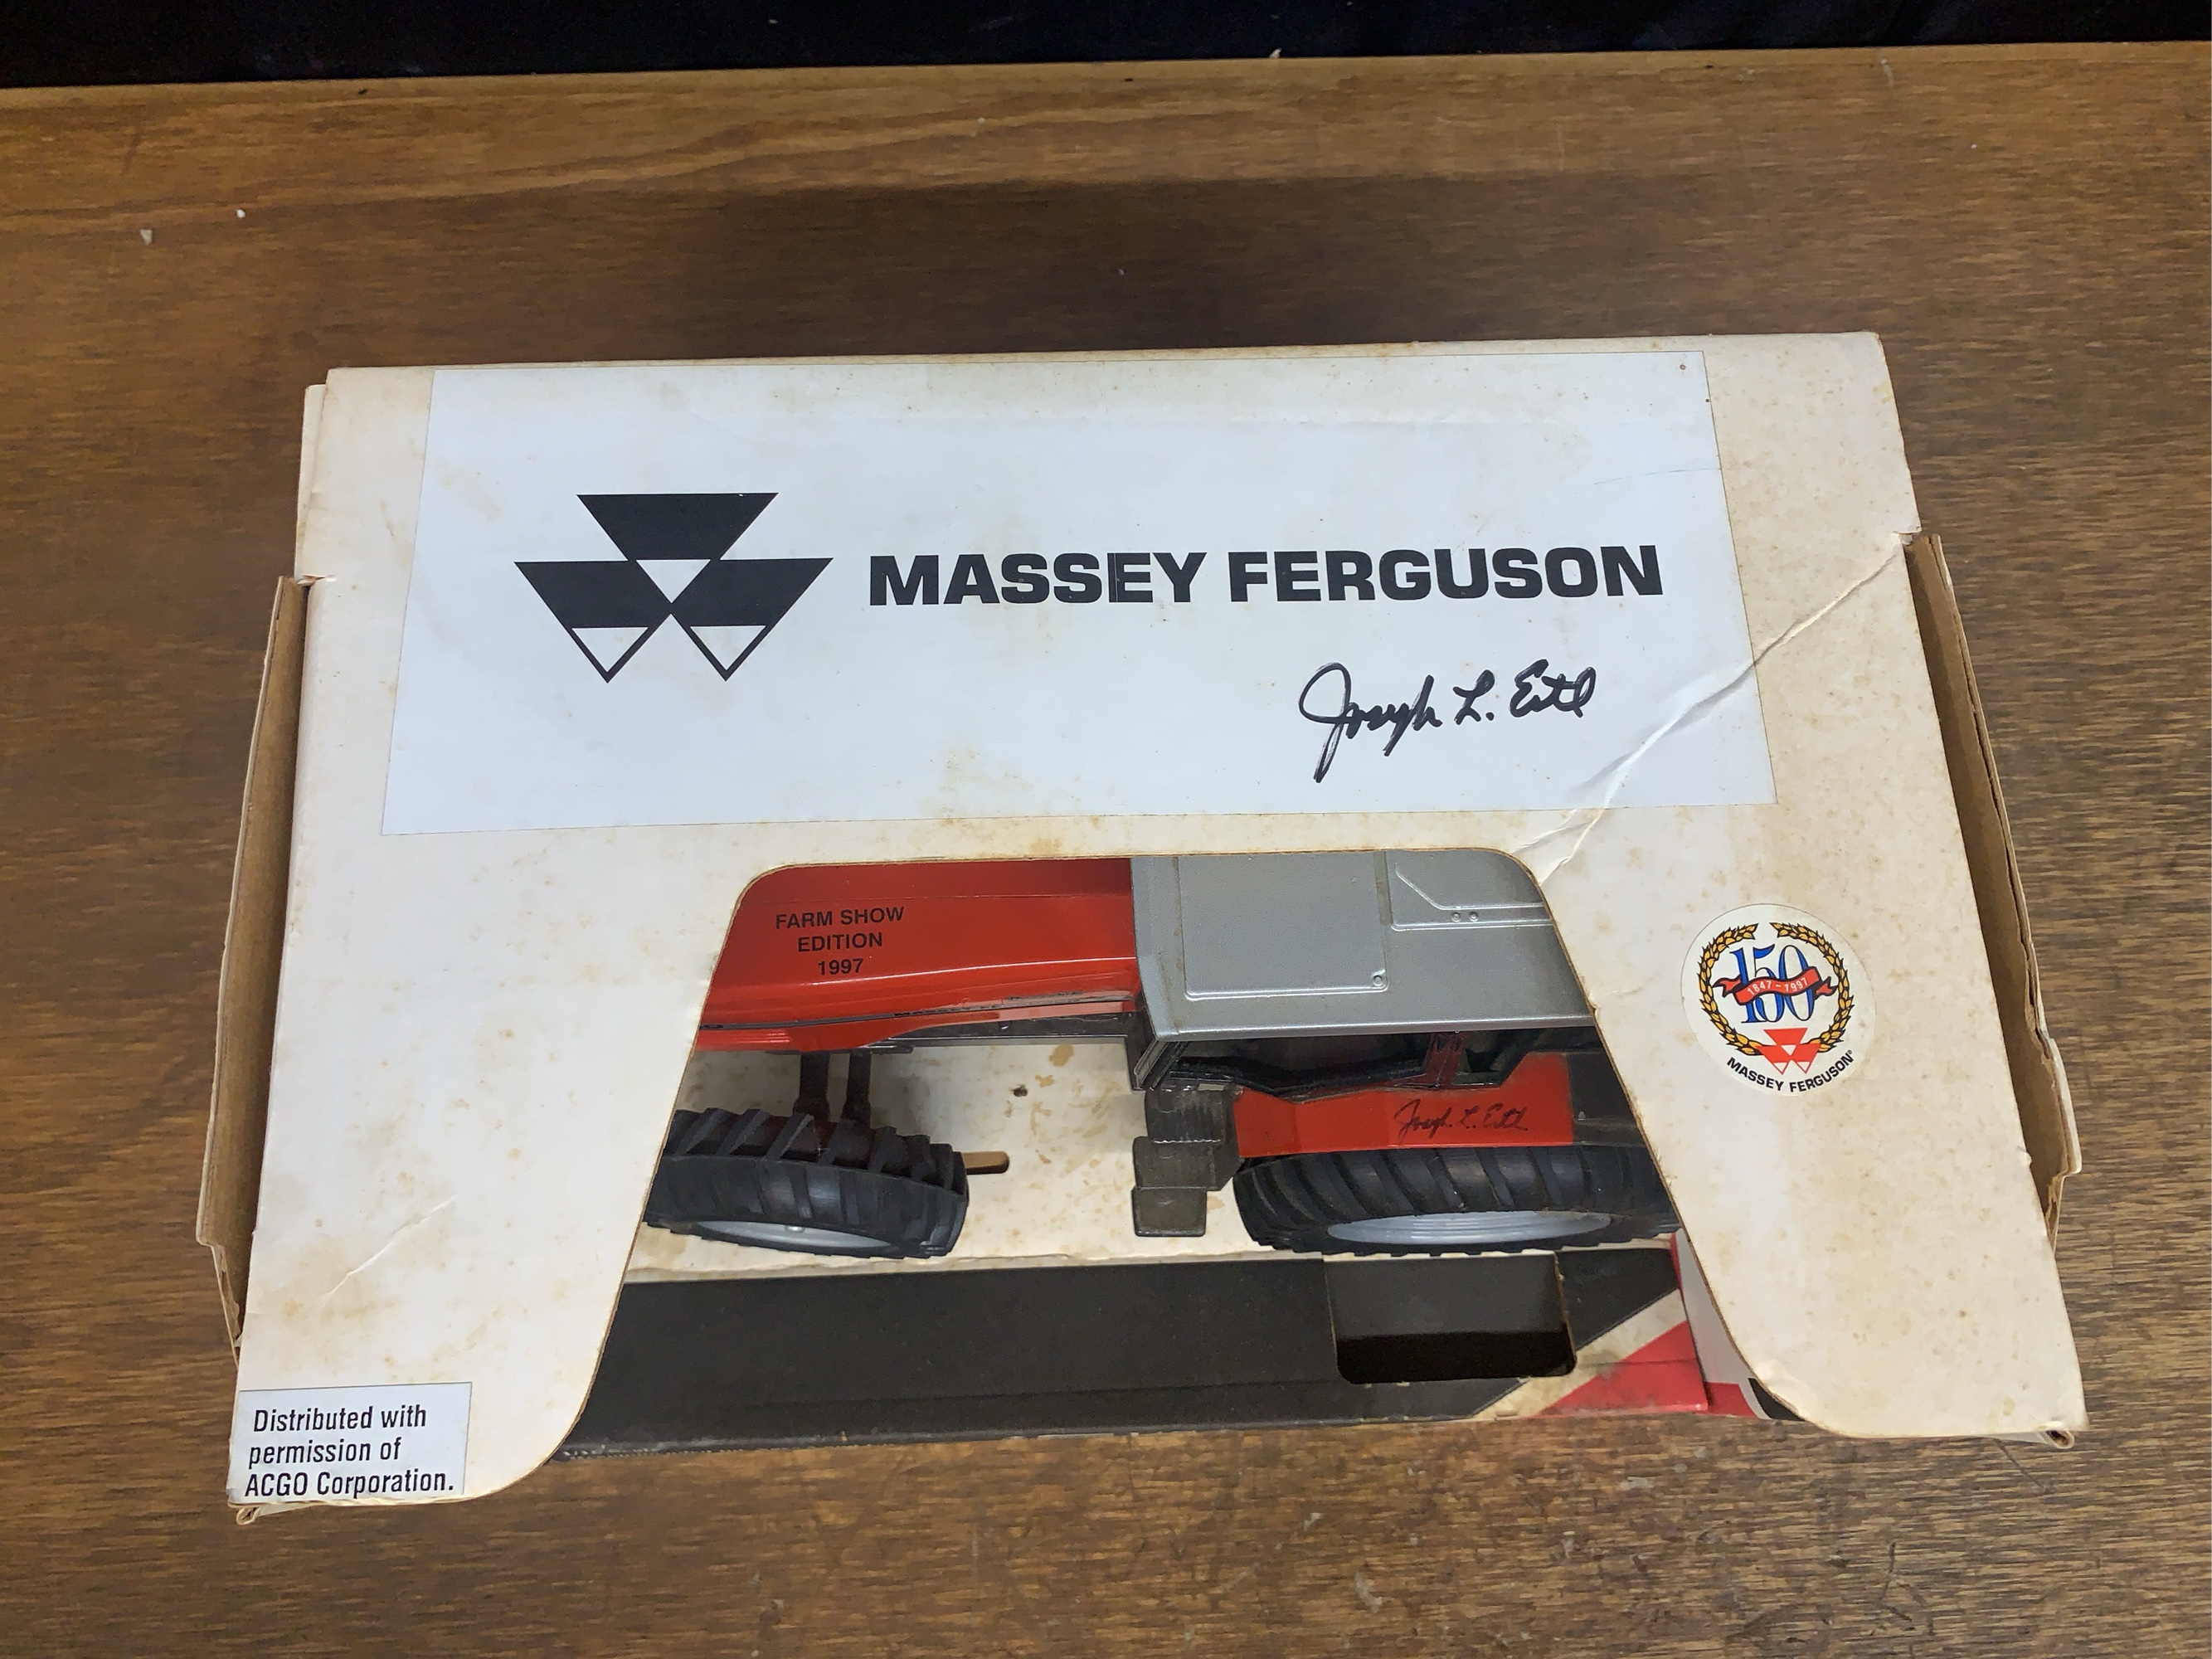 MASSEY FERGUSON
Joseph L. Ertl
FARM SHOW
EDITION
1997
150
1847-1997
MASSEY FERGUSON®
Joseph L. Ertl
Distributed with
permission of
ACGO Corporation.